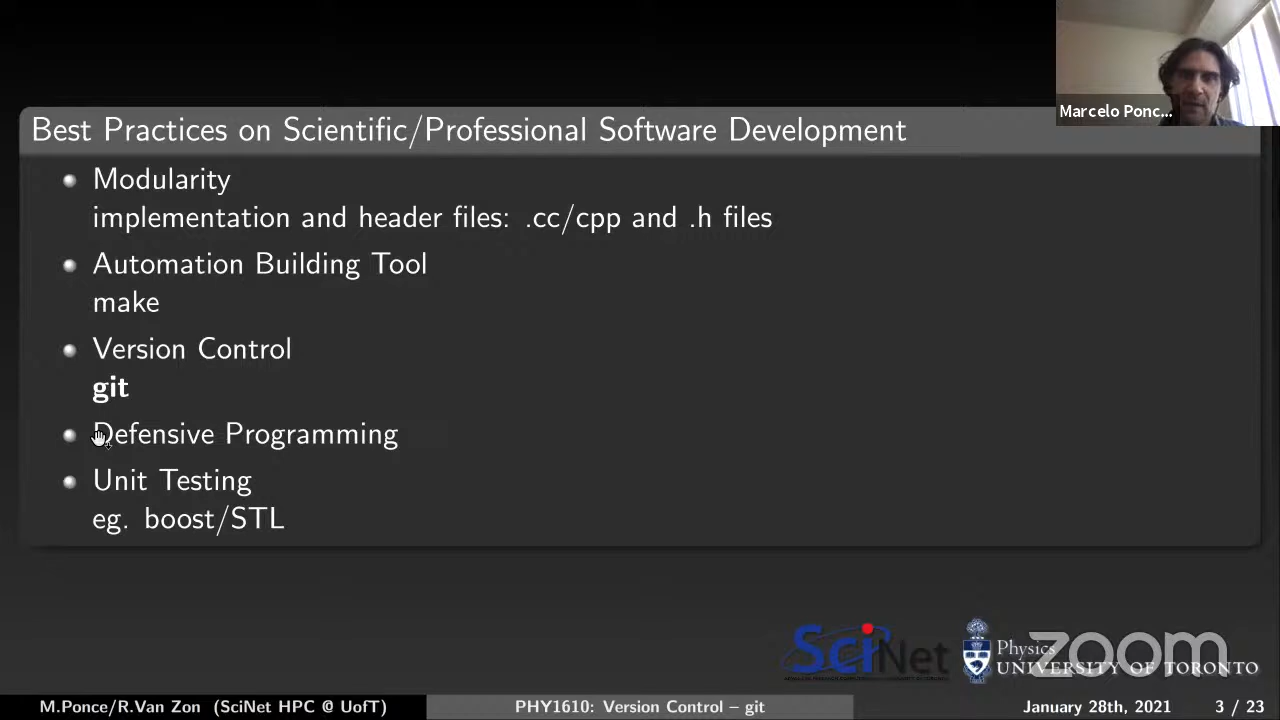 Marcelo Ponc...
Best Practices on Scientific/Professional Software Development
Modularity
implementation and header files: .cc/cpp and .h files
Automation Building Tool
make
Version Control
git
Defensive Programming
Unit Testing
eg. boost/STL
SciNet
Physics
UNIVERSITY OF TORONTO
zoom
M.Ponce/R.Van Zon (SciNet HPC @ UofT)
PHY1610: Version Control – git
January 28th, 2021
3 / 23